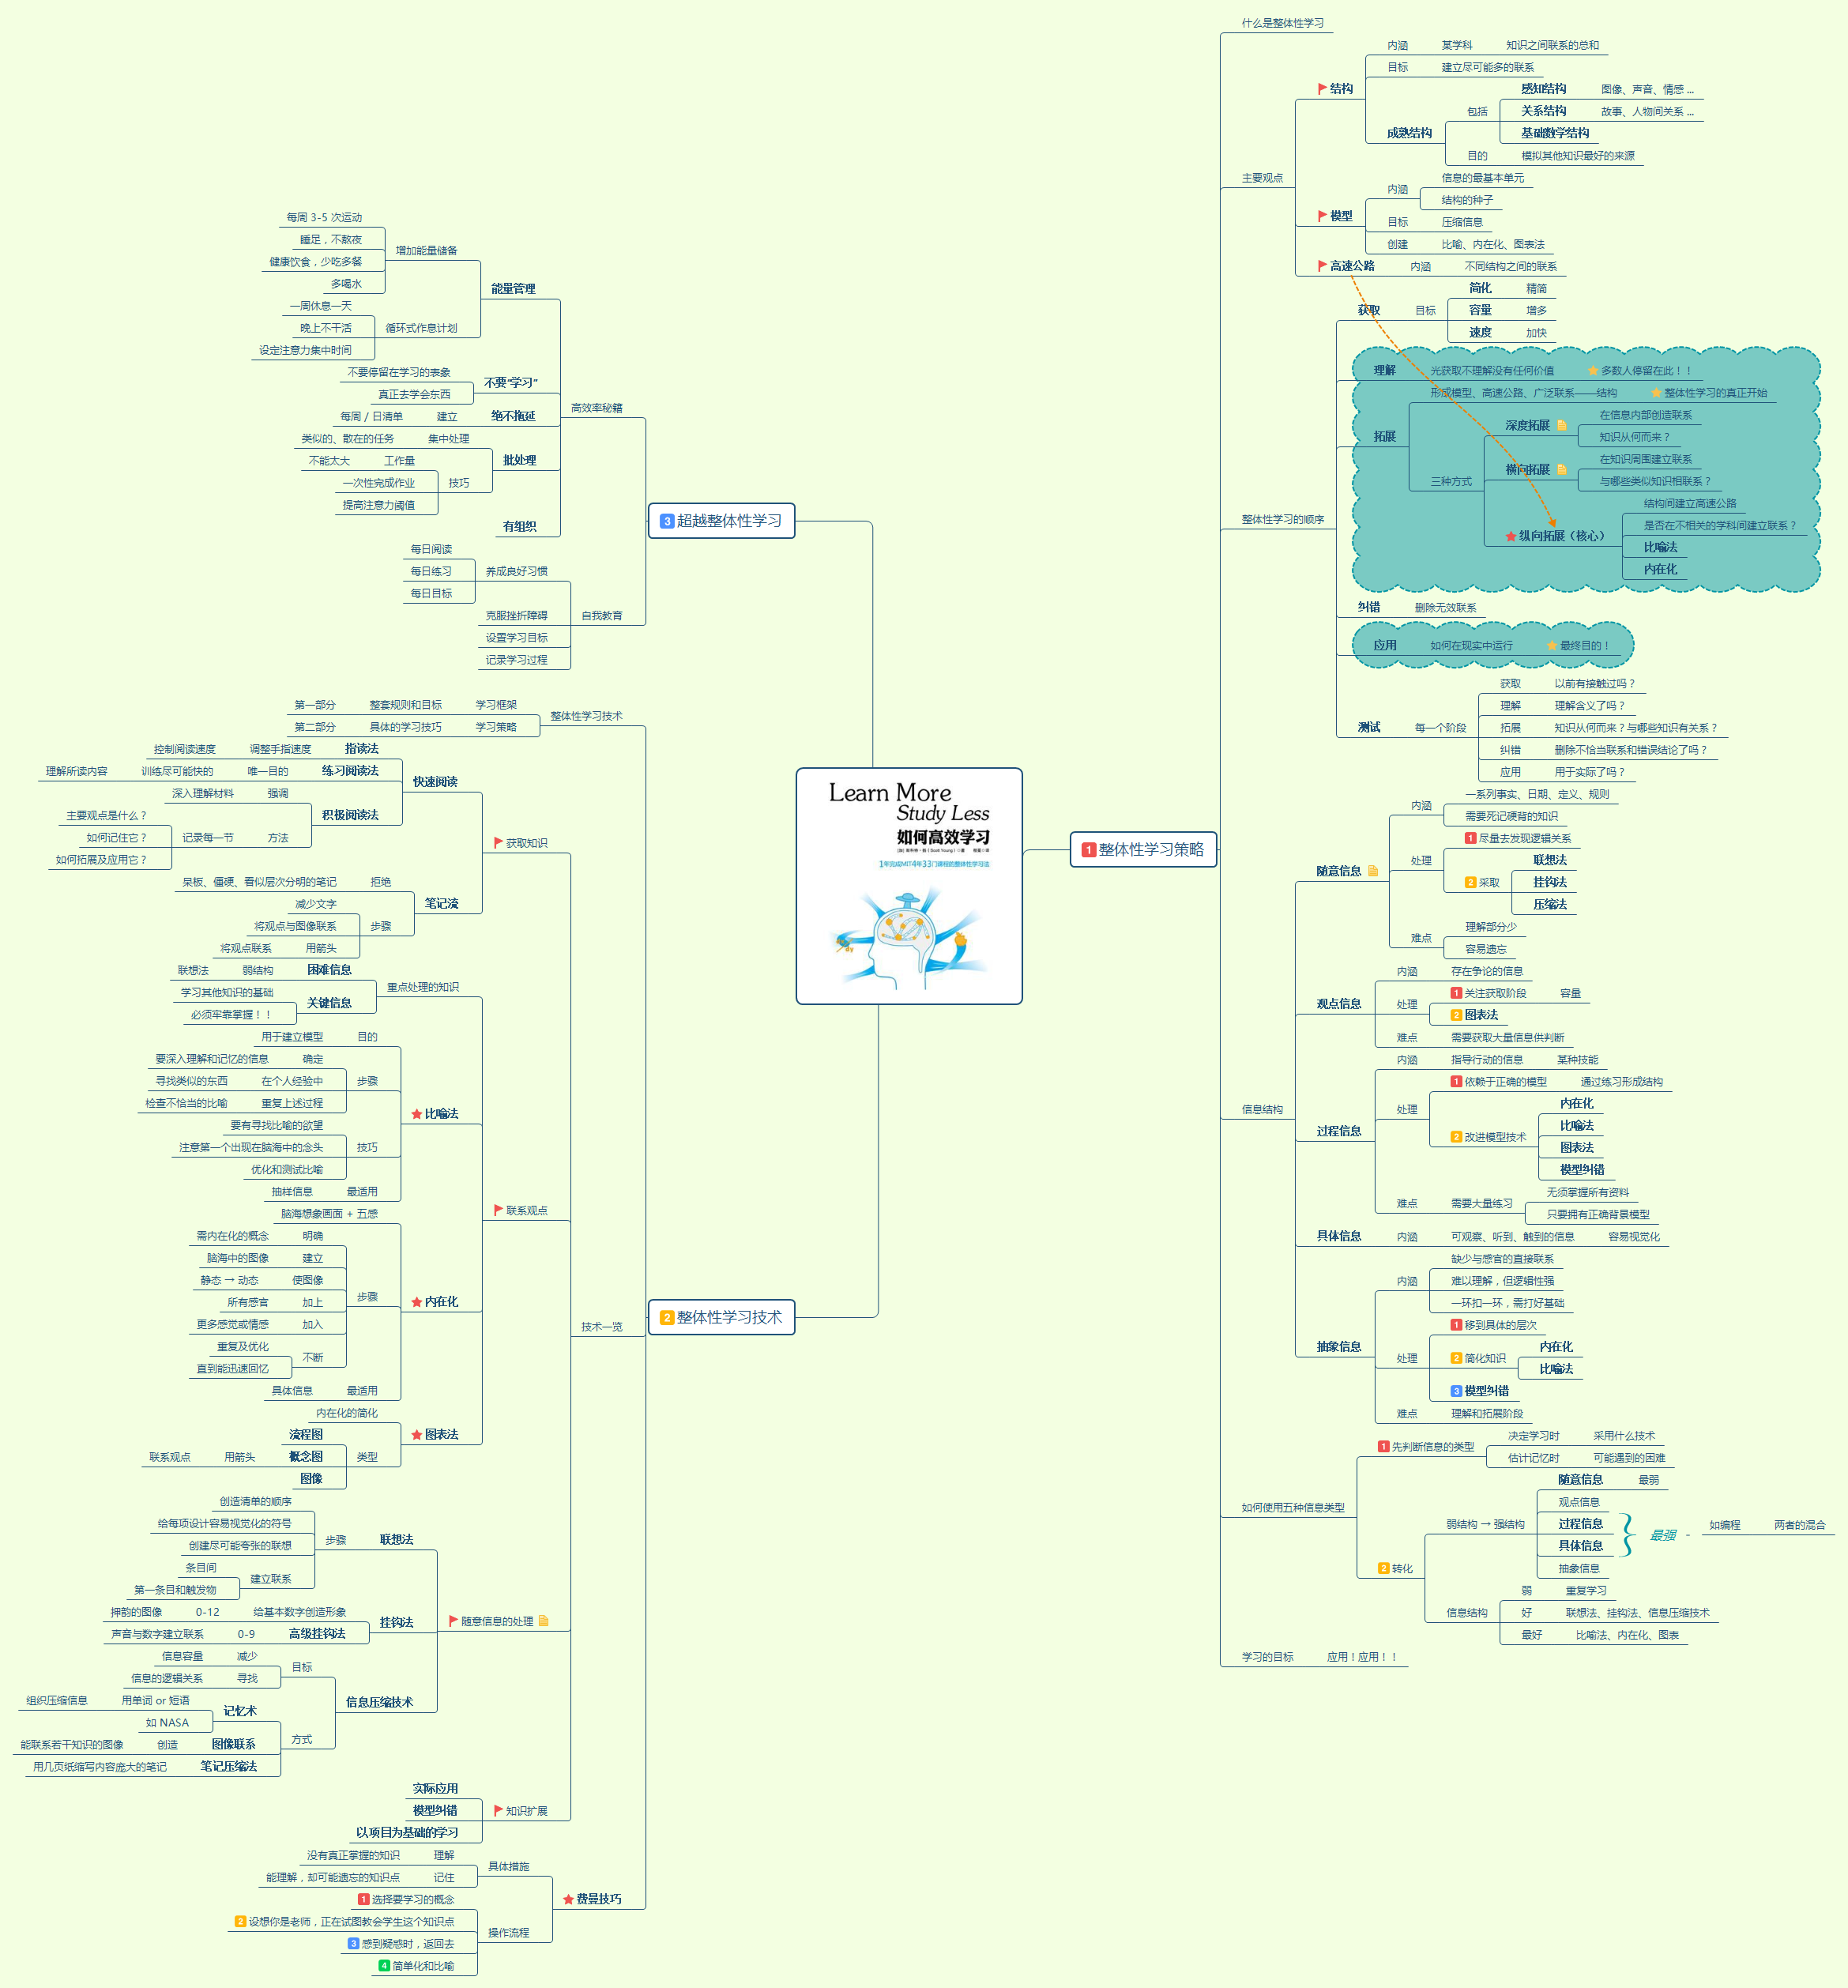 Learn More
Study Less
如何高效学习
1年完成MIT4年33门课程的整体性学习法
1 整体性学习策略
什么是整体性学习
主要观点
结构
内涵 某学科 知识之间联系的总和
目标 建立尽可能多的联系
成熟结构
包括
感知结构 图像、声音、情感 ...
关系结构 故事、人物间关系 ...
基础数学结构
目的 模拟其他知识最好的来源
模型
内涵
信息的最基本单元
结构的种子
目标 压缩信息
创建 比喻、内在化、图表法
高速公路 内涵 不同结构之间的联系
整体性学习的顺序
获取 目标
简化 精简
容量 增多
速度 加快
理解 光获取不理解没有任何价值 多数人停留在此！！
拓展
形成模型、高速公路、广泛联系——结构 整体性学习的真正开始
三种方式
深度拓展
在信息内部创造联系
知识从何而来？
横向拓展
在知识周围建立联系
与哪些类似知识相联系？
纵向拓展（核心）
结构间建立高速公路
是否在不相关的学科间建立联系？
比喻法
内在化
纠错 删除无效联系
应用 如何在现实中运行 最终目的！
测试 每一个阶段
获取 以前有接触过吗？
理解 理解含义了吗？
拓展 知识从何而来？与哪些知识有关系？
纠错 删除不恰当联系和错误结论了吗？
应用 用于实际了吗？
信息结构
随意信息
内涵
一系列事实、日期、定义、规则
需要死记硬背的知识
处理
1 尽量去发现逻辑关系
2 采取
联想法
挂钩法
压缩法
难点
理解部分少
容易遗忘
观点信息
内涵 存在争论的信息
处理
1 关注获取阶段 容量
2 图表法
难点 需要获取大量信息供判断
过程信息
内涵 指导行动的信息 某种技能
处理
1 依赖于正确的模型 通过练习形成结构
2 改进模型技术
内在化
比喻法
图表法
模型纠错
难点 需要大量练习
无须掌握所有资料
只要拥有正确背景模型
具体信息 内涵 可观察、听到、触到的信息 容易视觉化
抽象信息
内涵
缺少与感官的直接联系
难以理解，但逻辑性强
一环扣一环，需打好基础
处理
1 移到具体的层次
2 简化知识
内在化
比喻法
3 模型纠错
难点 理解和拓展阶段
如何使用五种信息类型
1 先判断信息的类型
决定学习时 采用什么技术
估计记忆时 可能遇到的困难
2 转化
弱结构 → 强结构
随意信息 最弱
观点信息
过程信息
具体信息
抽象信息
最强 - 如编程 两者的混合
信息结构
弱 重复学习
好 联想法、挂钩法、信息压缩技术
最好 比喻法、内在化、图表
学习的目标 应用！应用！！
2 整体性学习技术
整体性学习技术
学习框架 整套规则和目标 第一部分
学习策略 具体的学习技巧 第二部分
技术一览
获取知识
快速阅读
指读法 调整手指速度 控制阅读速度
练习阅读法 唯一目的 训练尽可能快的 理解所读内容
积极阅读法
强调 深入理解材料
方法 记录每一节
主要观点是什么？
如何记住它？
如何拓展及应用它？
笔记流
拒绝 呆板、僵硬、看似层次分明的笔记
步骤
减少文字
将观点与图像联系
用箭头 将观点联系
联系观点
重点处理的知识
困难信息 弱结构 联想法
关键信息
学习其他知识的基础
必须牢靠掌握！！
比喻法
目的 用于建立模型
步骤
确定 要深入理解和记忆的信息
在个人经验中 寻找类似的东西
重复上述过程 检查不恰当的比喻
技巧
要有寻找比喻的欲望
注意第一个出现在脑海中的念头
优化和测试比喻
最适用 抽样信息
内在化
脑海想象画面 + 五感
步骤
明确 需内在化的概念
建立 脑海中的图像
使图像 静态 → 动态
加上 所有感官
加入 更多感觉或情感
不断
重复及优化
直到能迅速回忆
最适用 具体信息
图表法
内在化的简化
类型
流程图
概念图 用箭头 联系观点
图像
随意信息的处理
联想法
步骤
创造清单的顺序
给每项设计容易视觉化的符号
创建尽可能夸张的联想
建立联系
条目间
第一条目和触发物
挂钩法
给基本数字创造形象 0-12 押韵的图像
高级挂钩法 0-9 声音与数字建立联系
信息压缩技术
目标
减少 信息容量
寻找 信息的逻辑关系
方式
记忆术
用单词 or 短语 组织压缩信息
如 NASA
图像联系 创造 能联系若干知识的图像
笔记压缩法 用几页纸缩写内容庞大的笔记
知识扩展
实际应用
模型纠错
以项目为基础的学习
费曼技巧
具体措施
理解 没有真正掌握的知识
记住 能理解，却可能遗忘的知识点
操作流程
1 选择要学习的概念
2 设想你是老师，正在试图教会学生这个知识点
3 感到疑惑时，返回去
4 简单化和比喻
3 超越整体性学习
高效率秘籍
能量管理
增加能量储备
每周 3-5 次运动
睡足，不熬夜
健康饮食，少吃多餐
多喝水
循环式作息计划
一周休息一天
晚上不干活
设定注意力集中时间
不要“学习”
不要停留在学习的表象
真正去学会东西
绝不拖延 建立 每周 / 日清单
批处理
集中处理 类似的、散在的任务
技巧
工作量 不能太大
一次性完成作业
提高注意力阈值
有组织
自我教育
养成良好习惯
每日阅读
每日练习
每日目标
克服挫折障碍
设置学习目标
记录学习过程